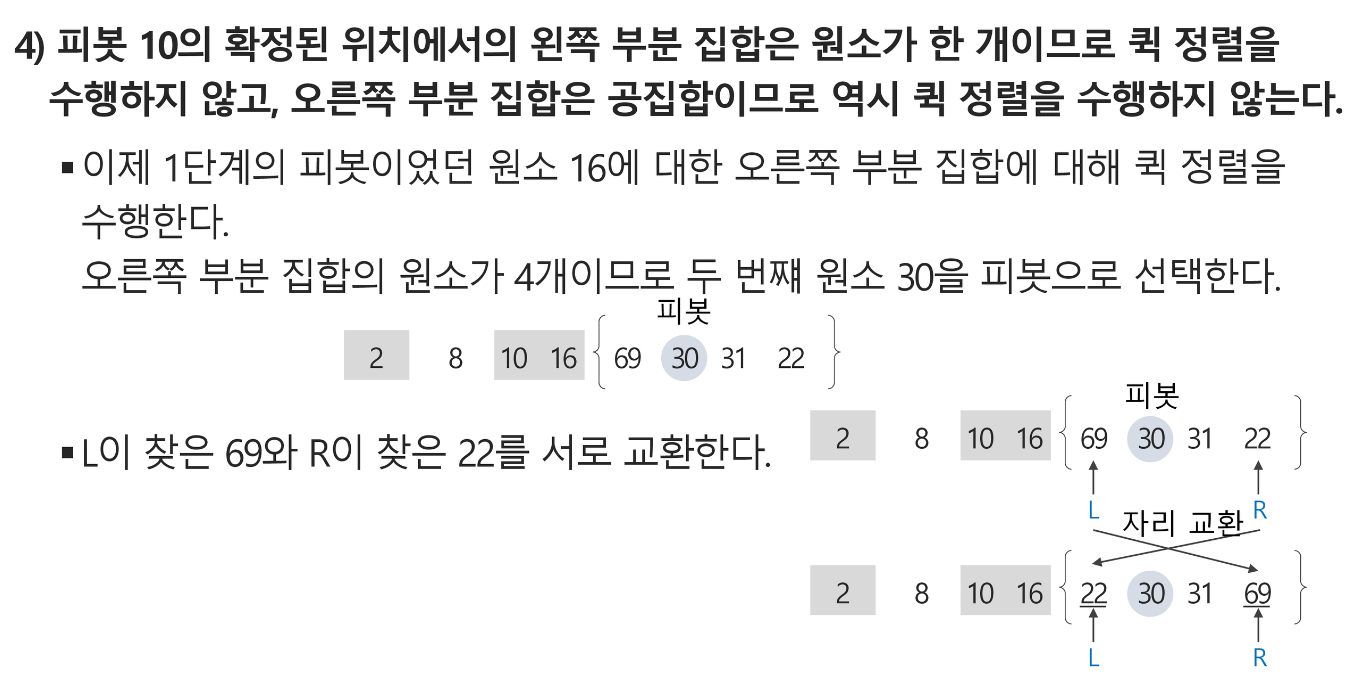 4) 피봇 10의 확정된 위치에서의 왼쪽 부분 집합은 원소가 한 개이므로 퀵 정렬을
수행하지 않고, 오른쪽 부분 집합은 공집합이므로 역시 퀵 정렬을 수행하지 않는다.
▪ 이제 1단계의 피봇이었던 원소 16에 대한 오른쪽 부분 집합에 대해 퀵 정렬을
수행한다.
오른쪽 부분 집합의 원소가 4개이므로 두 번쨰 원소 30을 피봇으로 선택한다.
피봇
2 8 10 16 { 69 30 31 22 }
▪ L이 찾은 69와 R이 찾은 22를 서로 교환한다.
피봇
2 8 10 16 { 69 30 31 22 }
L R
자리 교환
2 8 10 16 { 22 30 31 69 }
L R